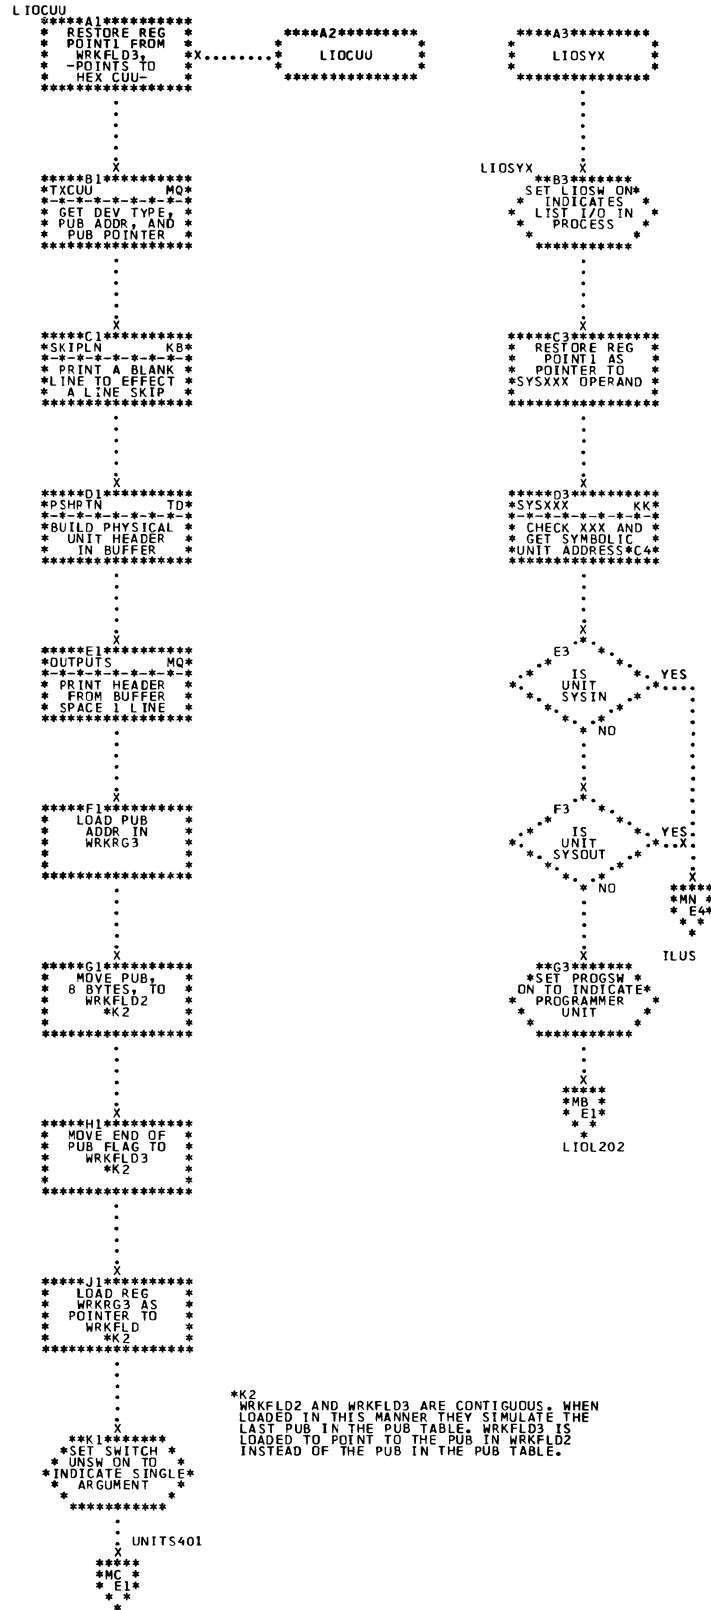 LIOCUU
A1
RESTORE REG
POINT1 FROM
WRKFLD3,
-POINTS TO
HEX CUU-
A2
LIOCUU
A3
LIOSYX
B1
TXCUU MQ
GET DEV TYPE,
PUB ADDR, AND
PUB POINTER
LIOSYX
B3
SET LIOSW ON
INDICATES
LIST I/O IN
PROCESS
C1
SKIPLN KB
PRINT A BLANK
LINE TO EFFECT
A LINE SKIP
C3
RESTORE REG
POINT1 AS
POINTER TO
SYSXXX OPERAND
D1
PSHRTN TD
BUILD PHYSICAL
UNIT HEADER
IN BUFFER
D3
SYSXXX KK
CHECK XXX AND
GET SYMBOLIC
UNIT ADDRESS*C4*
E1
OUTPUTS MQ
PRINT HEADER
FROM BUFFER
SPACE 1 LINE
E3
IS
UNIT
SYSIN
YES
NO
F1
LOAD PUB
ADDR IN
WRKRG3
F3
IS
UNIT
SYSOUT
YES
NO
MN
E4
ILUS
G1
MOVE PUB,
8 BYTES, TO
WRKFLD2
*K2
G3
SET PROGSW
ON TO INDICATE
PROGRAMMER
UNIT
MB
E1
LIOL202
H1
MOVE END OF
PUB FLAG TO
WRKFLD3
*K2
J1
LOAD REG
WRKRG3 AS
POINTER TO
WRKFLD
*K2
*K2
WRKFLD2 AND WRKFLD3 ARE CONTIGUOUS. WHEN
LOADED IN THIS MANNER THEY SIMULATE THE
LAST PUB IN THE PUB TABLE. WRKFLD3 IS
LOADED TO POINT TO THE PUB IN WRKFLD2
INSTEAD OF THE PUB IN THE PUB TABLE.
K1
SET SWITCH
UNSW ON TO
INDICATE SINGLE
ARGUMENT
UNITS401
MC
E1